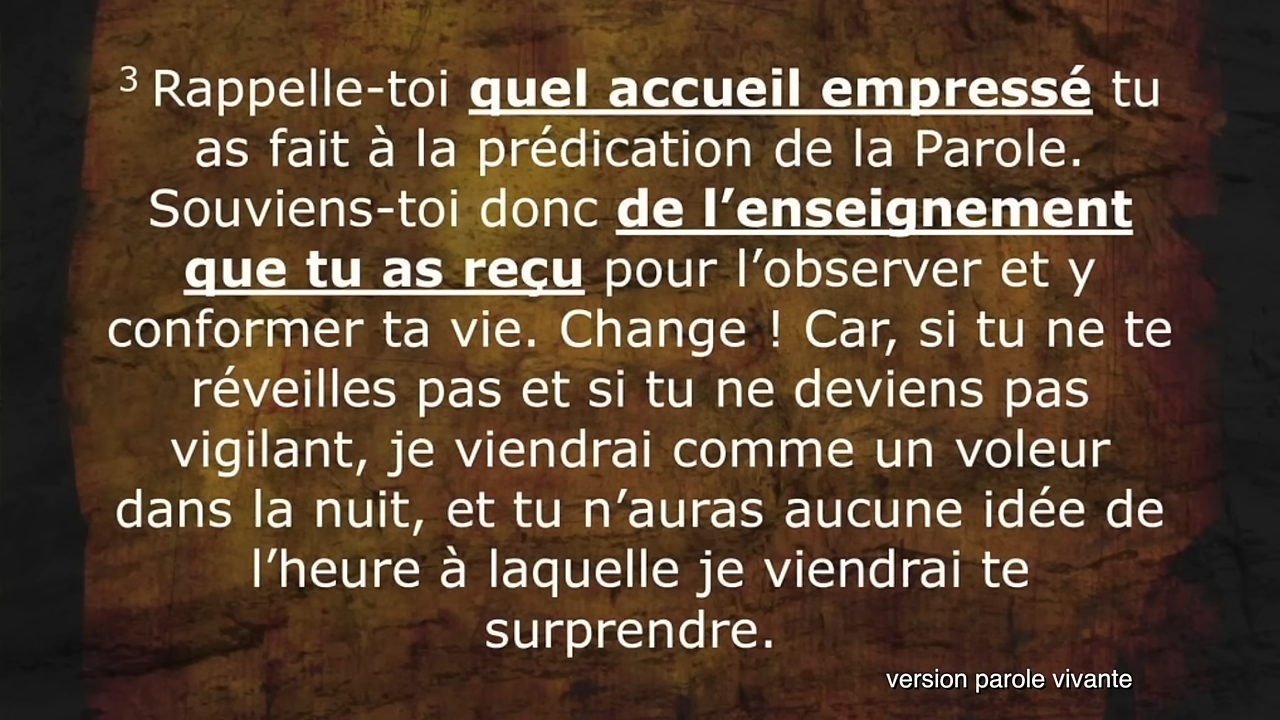 3 Rappelle-toi quel accueil empressé tu
as fait à la prédication de la Parole.
Souviens-toi donc de l’enseignement
que tu as reçu pour l’observer et y
conformer ta vie. Change ! Car, si tu ne te
réveilles pas et si tu ne deviens pas
vigilant, je viendrai comme un voleur
dans la nuit, et tu n’auras aucune idée de
l’heure à laquelle je viendrai te
surprendre.
version parole vivante